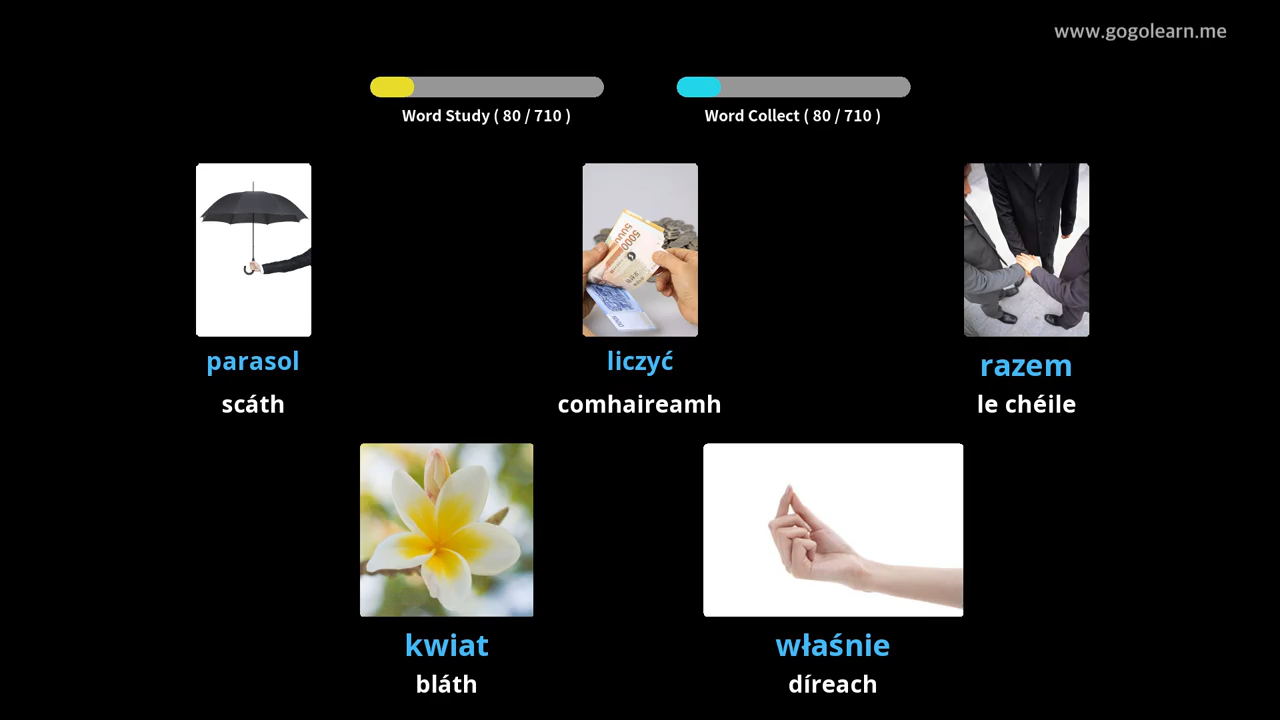 www.gogolearn.me
Word Study ( 80 / 710 )
Word Collect ( 80 / 710 )
parasol
scáth
liczyć
comhaireamh
razem
le chéile
kwiat
bláth
właśnie
díreach